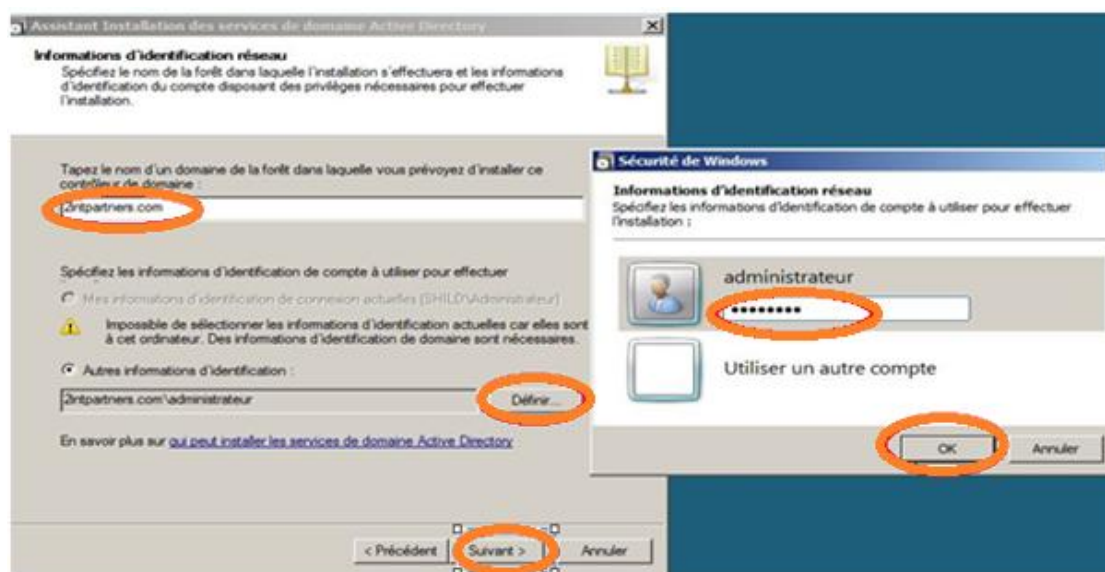 Assistant Installation des services de domaine Active Directory
Informations d'identification réseau
Spécifiez le nom de la forêt dans laquelle l'installation s'effectuera et les informations
d'identification du compte disposant des privilèges nécessaires pour effectuer
l'installation.
Tapez le nom d'un domaine de la forêt dans laquelle vous prévoyez d'installer ce
contrôleur de domaine :
2intpartners.com
Spécifiez les informations d'identification de compte à utiliser pour effectuer
Mes informations d'identification de connexion actuelles (SHILD\Administrateur)
Impossible de sélectionner les informations d'identification actuelles car elles sont
à cet ordinateur. Des informations d'identification de domaine sont nécessaires.
Autres informations d'identification :
2intpartners.com\administrateur
Définir...
En savoir plus sur qui peut installer les services de domaine Active Directory
< Précédent
Suivant >
Annuler
Sécurité de Windows
Informations d'identification réseau
Spécifiez les informations d'identification de compte à utiliser pour effectuer
l'installation :
administrateur
••••••••
Utiliser un autre compte
OK
Annuler